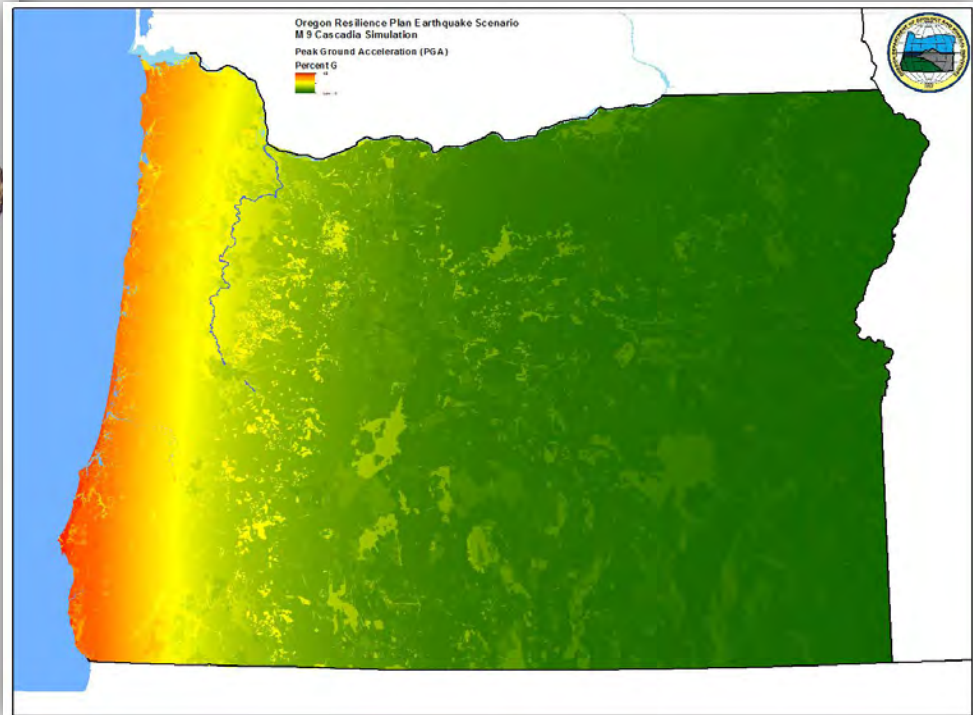 Oregon Resilience Plan Earthquake Scenario
M 9 Cascadia Simulation
Peak Ground Acceleration (PGA)
Percent G